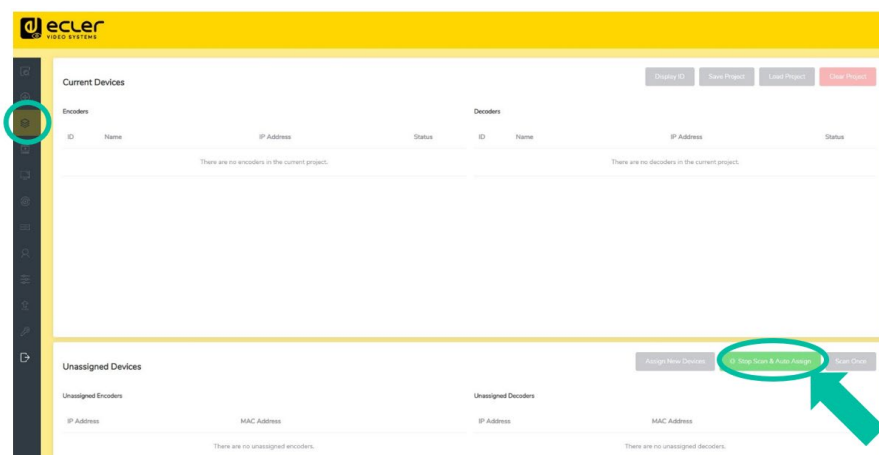 ecler
VIDEO SYSTEMS
Current Devices
Display ID Save Project Load Project Clear Project
Encoders Decoders
ID Name IP Address Status ID Name IP Address Status
There are no encoders in the current project. There are no decoders in the current project.
Unassigned Devices
Assign New Devices Stop Scan & Auto Assign Scan Once
Unassigned Encoders Unassigned Decoders
IP Address MAC Address IP Address MAC Address
There are no unassigned encoders. There are no unassigned decoders.